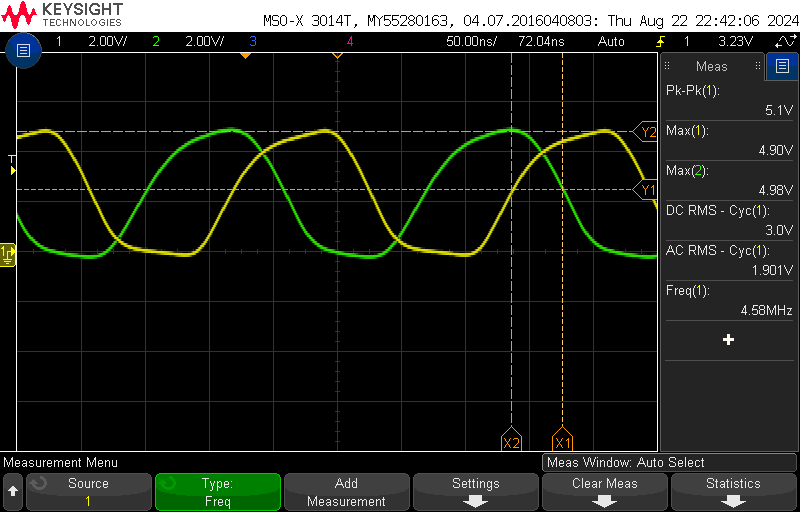 KEYSIGHT
TECHNOLOGIES
MSO-X 3014T, MY55280163, 04.07.2016040803: Thu Aug 22 22:42:06 2024
1 2.00V/ 2 2.00V/ 3 4 50.00ns/ 72.04ns Auto 1 3.23V
Meas
Pk-Pk(1):
5.1V
Max(1):
4.90V
Max(2):
4.98V
DC RMS - Cyc(1):
3.0V
AC RMS - Cyc(1):
1.901V
Freq(1):
4.58MHz
+
T
Y2
Y1
1
X2 X1
Measurement Menu
Meas Window: Auto Select
Source
1
Type:
Freq
Add
Measurement
Settings
Clear Meas
Statistics